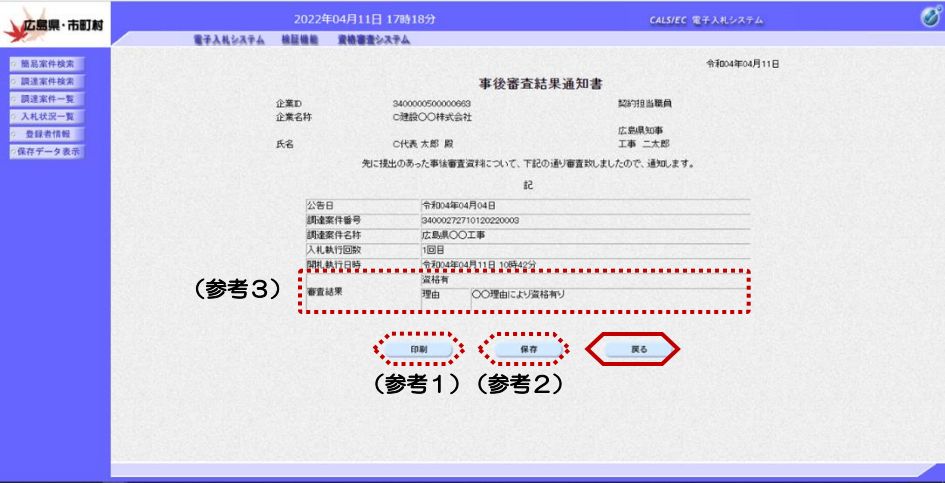 広島県・市町村
2022年04月11日 17時18分
CALS/EC 電子入札システム
電子入札システム 検証機能 資格審査システム
簡易案件検索
調達案件検索
調達案件一覧
入札状況一覧
登録者情報
保存データ表示
令和04年04月11日
事後審査結果通知書
企業ID 3400000500000663 契約担当職員
企業名称 C建設〇〇株式会社
広島県知事
氏名 C代表 太郎 殿 工事 二太郎
先に提出のあった事後審査資料について、下記の通り審査致しましたので、通知します。
記
公告日 令和04年04月04日
調達案件番号 34000272710120220003
調達案件名称 広島県〇〇工事
入札執行回数 1回目
開札執行日時 令和04年04月11日 10時42分
(参考3)
審査結果 資格有
理由 〇〇理由により資格有り
印刷 保存 戻る
(参考1) (参考2)